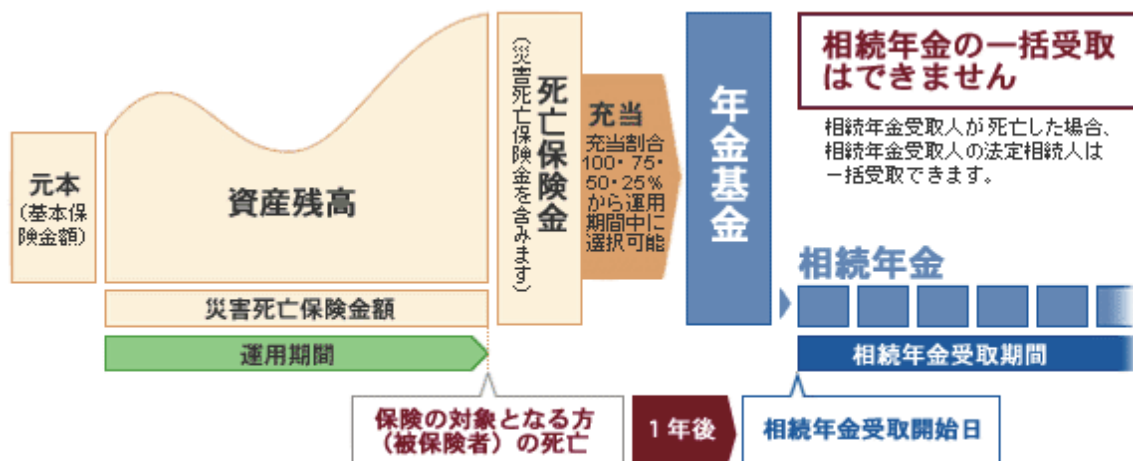 元本
（基本保
険金額）
資産残高
災害死亡保険金額
運用期間
死亡保険金
（災害死亡保険金を含みます）
充当
充当割合
100・75・
50・25％
から運用
期間中に
選択可能
年金基金
相続年金の一括受取
はできません
相続年金受取人が死亡した場合、
相続年金受取人の法定相続人は
一括受取できます。
相続年金
相続年金受取期間
保険の対象となる方
（被保険者）の死亡
1年後
相続年金受取開始日